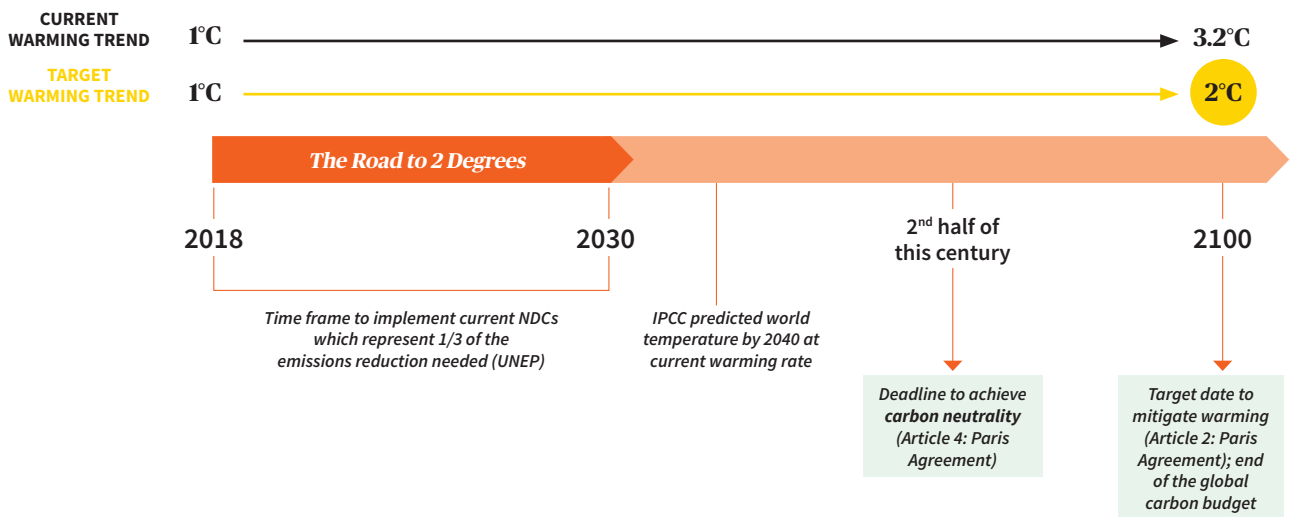 CURRENT
WARMING TREND
1°C
3.2°C
TARGET
WARMING TREND
1°C
2°C
The Road to 2 Degrees
2018
2030
2nd half of
this century
2100
Time frame to implement current NDCs
which represent 1/3 of the
emissions reduction needed (UNEP)
IPCC predicted world
temperature by 2040 at
current warming rate
Deadline to achieve
carbon neutrality
(Article 4: Paris
Agreement)
Target date to
mitigate warming
(Article 2: Paris
Agreement); end
of the global
carbon budget